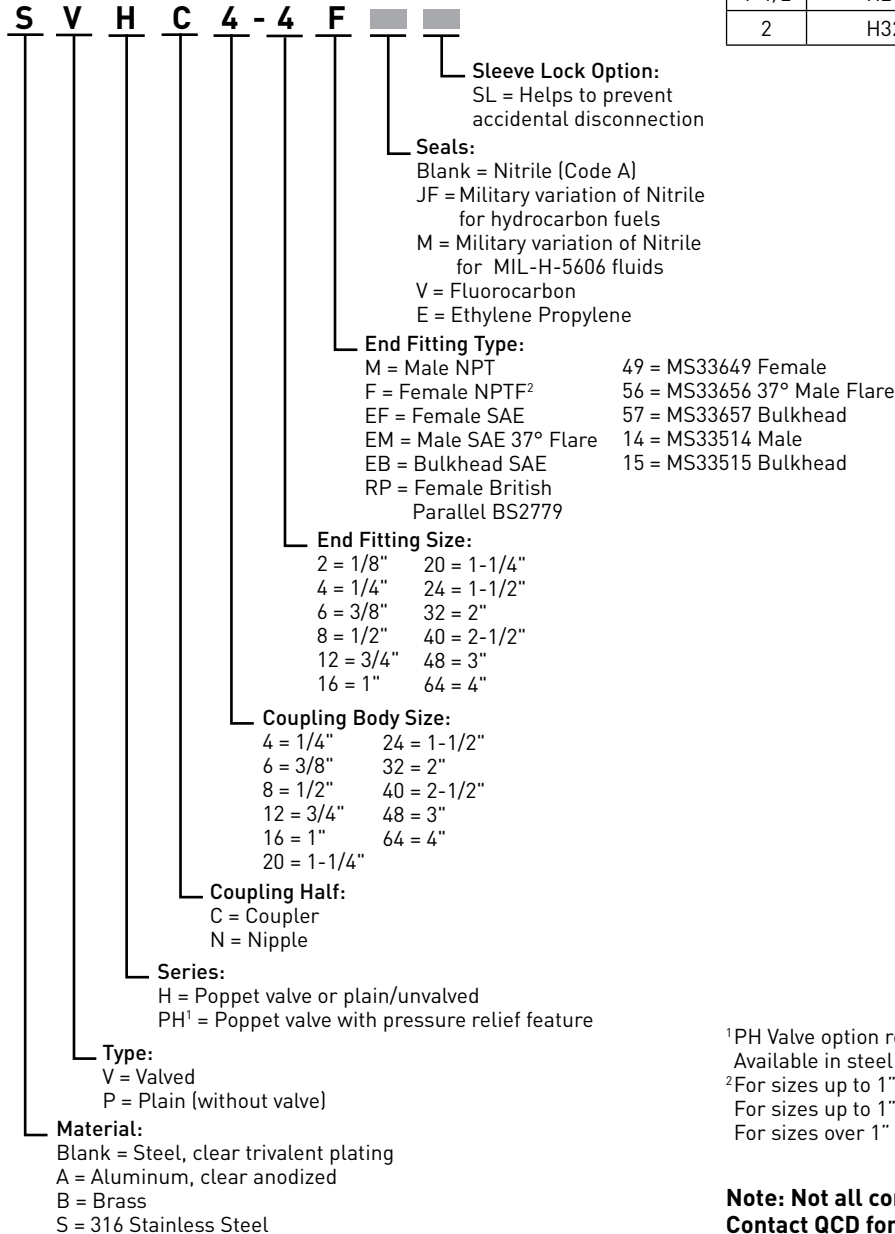 S V H C 4 - 4 F
2
Sleeve Lock Option:
SL = Helps to prevent
accidental disconnection
Seals:
Blank = Nitrile (Code A)
JF = Military variation of Nitrile
for hydrocarbon fuels
M = Military variation of Nitrile
for MIL-H-5606 fluids
V = Fluorocarbon
E = Ethylene Propylene
End Fitting Type:
M = Male NPT
F = Female NPTF²
EF = Female SAE
EM = Male SAE 37° Flare
EB = Bulkhead SAE
RP = Female British
Parallel BS2779
49 = MS33649 Female
56 = MS33656 37° Male Flare
57 = MS33657 Bulkhead
14 = MS33514 Male
15 = MS33515 Bulkhead
End Fitting Size:
2 = 1/8" 20 = 1-1/4"
4 = 1/4" 24 = 1-1/2"
6 = 3/8" 32 = 2"
8 = 1/2" 40 = 2-1/2"
12 = 3/4" 48 = 3"
16 = 1" 64 = 4"
Coupling Body Size:
4 = 1/4" 24 = 1-1/2"
6 = 3/8" 32 = 2"
8 = 1/2" 40 = 2-1/2"
12 = 3/4" 48 = 3"
16 = 1" 64 = 4"
20 = 1-1/4"
Coupling Half:
C = Coupler
N = Nipple
Series:
H = Poppet valve or plain/unvalved
PH¹ = Poppet valve with pressure relief feature
Type:
V = Valved
P = Plain (without valve)
Material:
Blank = Steel, clear trivalent plating
A = Aluminum, clear anodized
B = Brass
S = 316 Stainless Steel
¹PH Valve option
Available in steel
²For sizes up to 1”
For sizes up to 1”
For sizes over 1”
Note: Not all
Contact QCD for